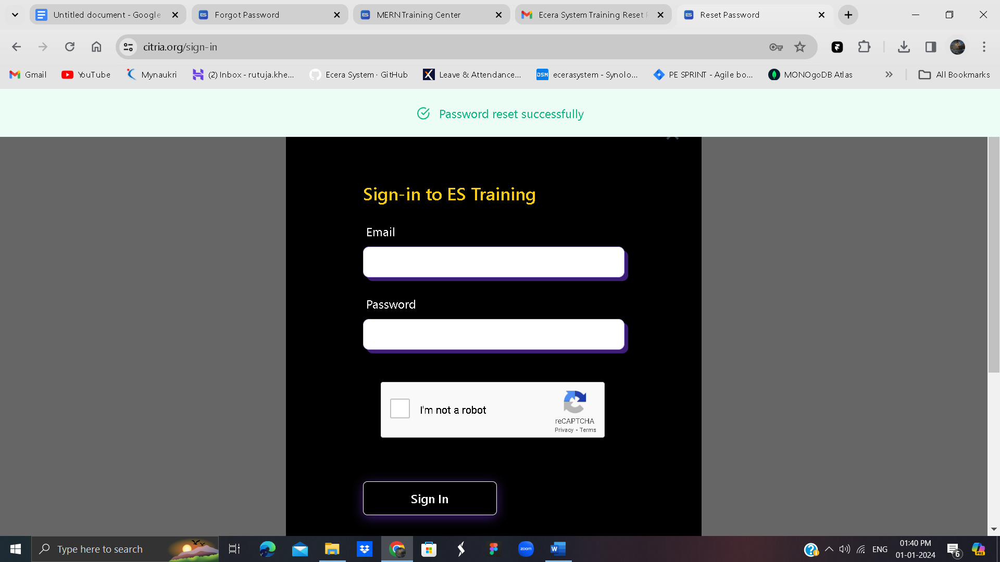 Untitled document - Google
Forgot Password
MERN Training Center
Ecera System Training Reset
Reset Password
citria.org/sign-in
Gmail
YouTube
Mynaukri
(2) Inbox - rutuja.khe...
Ecera System · GitHub
Leave & Attendance...
DSM
ecerasystem - Synolo...
PE SPRINT - Agile bo...
MONOgoDB Atlas
All Bookmarks
Password reset successfully
Sign-in to ES Training
Email
Password
I'm not a robot
reCAPTCHA
Privacy - Terms
Sign In
Type here to search
zoom
W
ENG
01:40 PM
01-01-2024
6
PRE